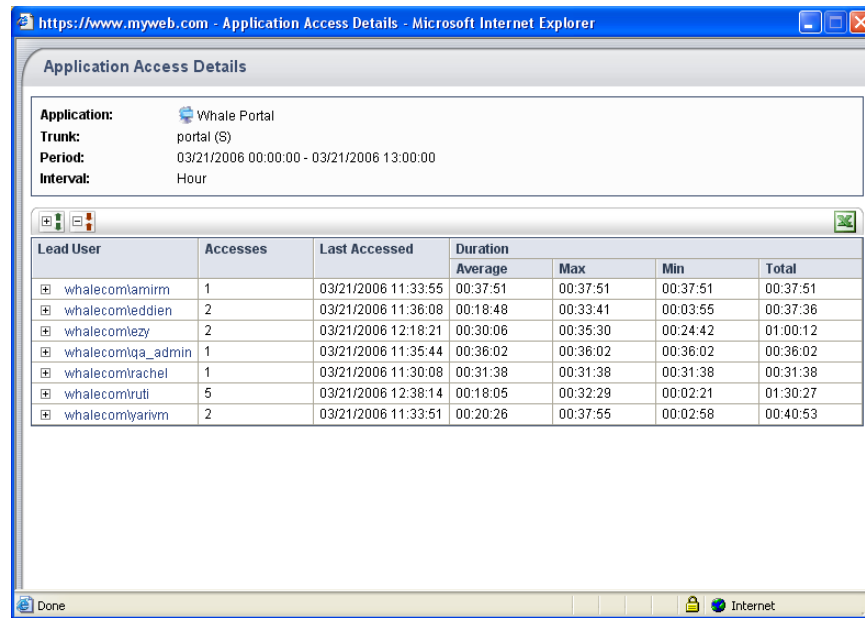 https://www.myweb.com - Application Access Details - Microsoft Internet Explorer
Application Access Details
Application: Whale Portal
Trunk: portal (S)
Period: 03/21/2006 00:00:00 - 03/21/2006 13:00:00
Interval: Hour
Lead User Accesses Last Accessed Duration
Average Max Min Total
whalecom\amirm 1 03/21/2006 11:33:55 00:37:51 00:37:51 00:37:51 00:37:51
whalecom\eddien 2 03/21/2006 11:36:08 00:18:48 00:33:41 00:03:55 00:37:36
whalecom\ezy 2 03/21/2006 12:18:21 00:30:06 00:35:30 00:24:42 01:00:12
whalecom\qa_admin 1 03/21/2006 11:35:44 00:36:02 00:36:02 00:36:02 00:36:02
whalecom\rachel 1 03/21/2006 11:30:08 00:31:38 00:31:38 00:31:38 00:31:38
whalecom\ruti 5 03/21/2006 12:38:14 00:18:05 00:32:29 00:02:21 01:30:27
whalecom\yarivm 2 03/21/2006 11:33:51 00:20:26 00:37:55 00:02:58 00:40:53
Done Internet